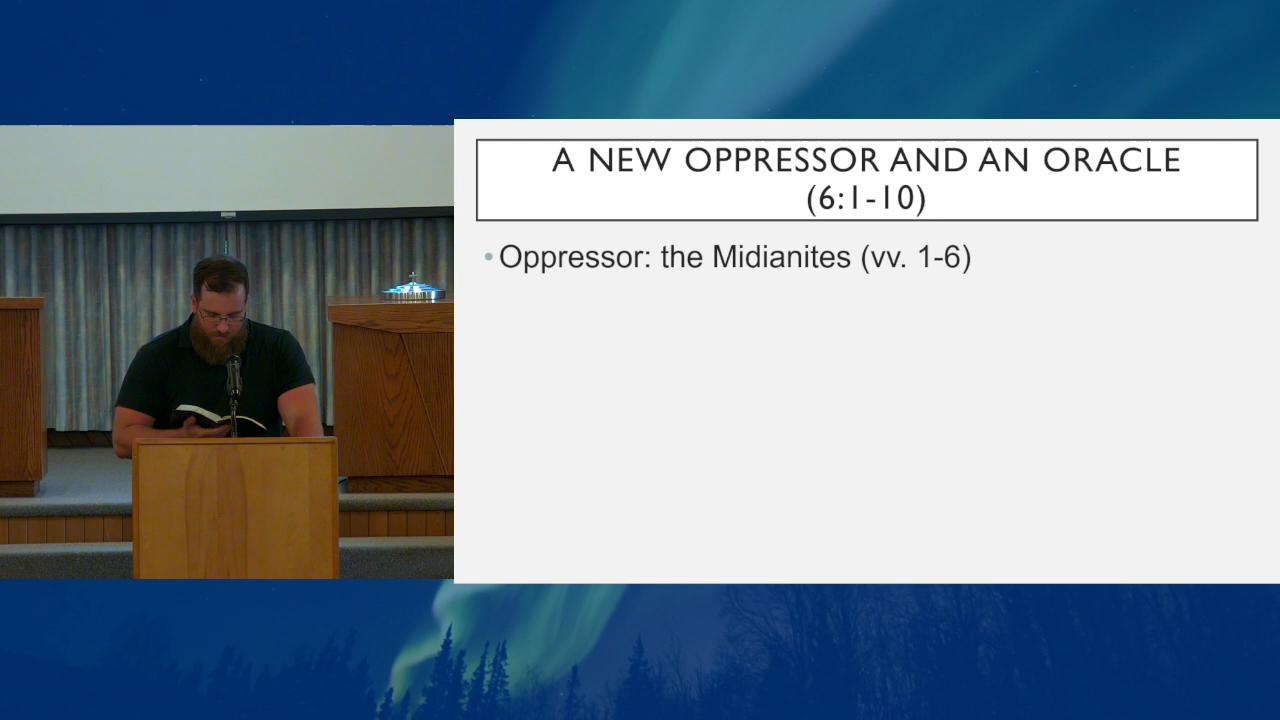 A NEW OPPRESSOR AND AN ORACLE
(6:1-10)
• Oppressor: the Midianites (vv. 1-6)